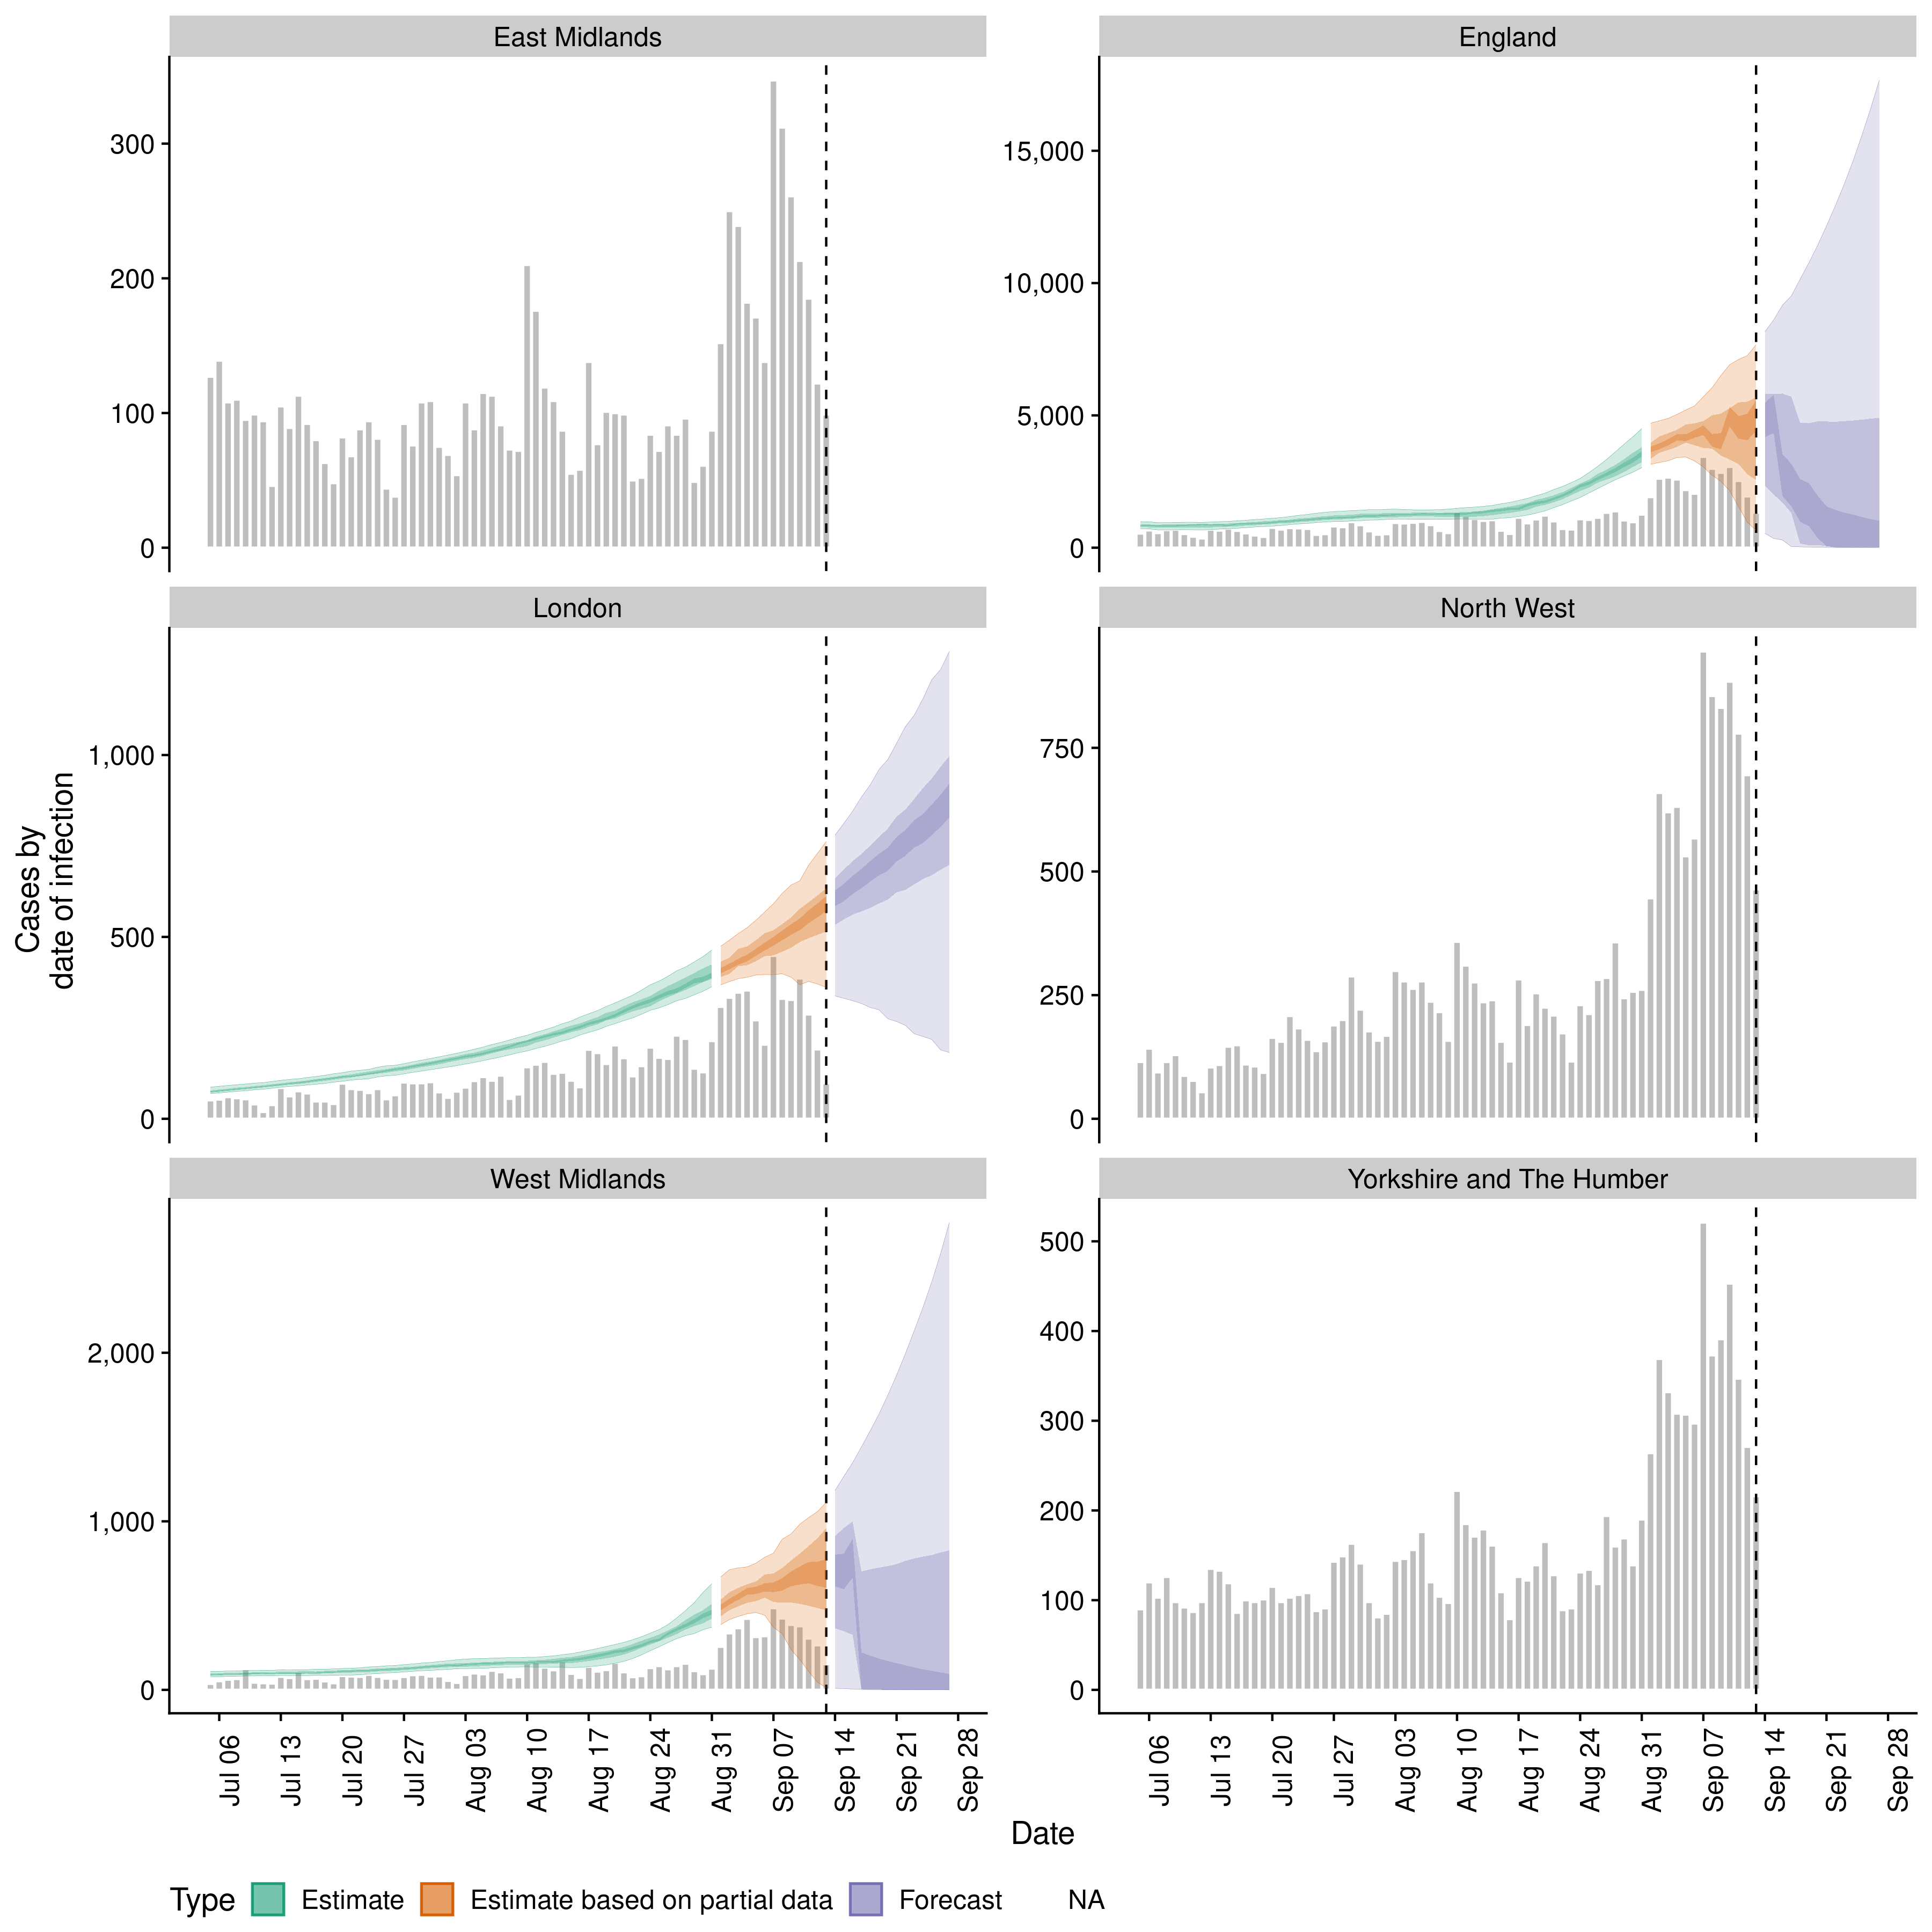 East Midlands
England
300
200
100
0
15,000
10,000
5,000
0
London
North West
1,000
500
0
750
500
250
0
Cases by
date of infection
West Midlands
Yorkshire and The Humber
2,000
1,000
0
500
400
300
200
100
0
Jul 06
Jul 13
Jul 20
Jul 27
Aug 03
Aug 10
Aug 17
Aug 24
Aug 31
Sep 07
Sep 14
Sep 21
Sep 28
Jul 06
Jul 13
Jul 20
Jul 27
Aug 03
Aug 10
Aug 17
Aug 24
Aug 31
Sep 07
Sep 14
Sep 21
Sep 28
Date
Type Estimate Estimate based on partial data Forecast NA